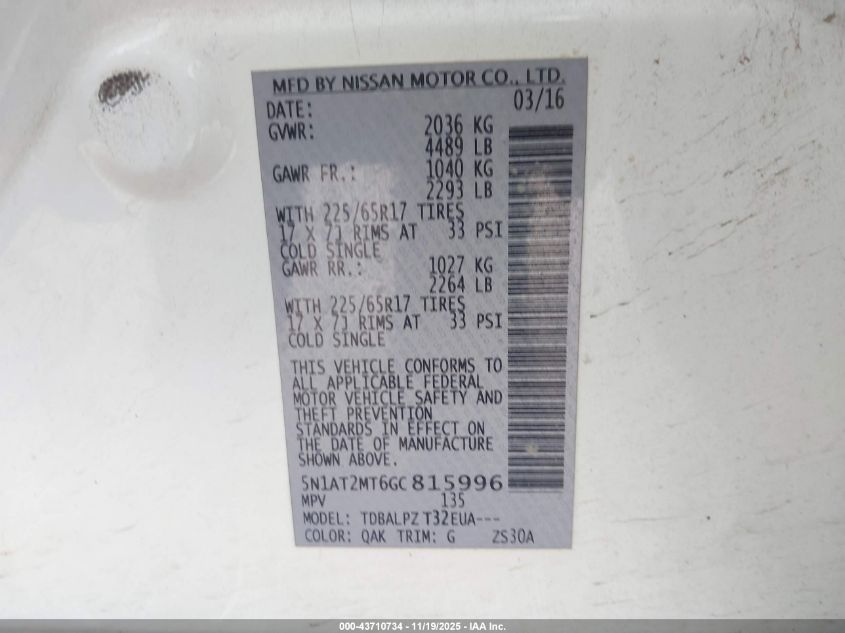 MFD BY NISSAN MOTOR CO., LTD.
DATE: 03/16
GVWR: 2036 KG
4489 LB
GAWR FR.: 1040 KG
2293 LB
WITH 225/65R17 TIRES
17 X 7J RIMS AT 33 PSI
COLD SINGLE
GAWR RR.: 1027 KG
2264 LB
WITH 225/65R17 TIRES
17 X 7J RIMS AT 33 PSI
COLD SINGLE
THIS VEHICLE CONFORMS TO
ALL APPLICABLE FEDERAL
MOTOR VEHICLE SAFETY AND
THEFT PREVENTION
STANDARDS IN EFFECT ON
THE DATE OF MANUFACTURE
SHOWN ABOVE.
5N1AT2MT6GC815996
MPV 135
MODEL: TDBALPZ T32EUA---
COLOR: QAK TRIM: G ZS30A
000-43710734 - 11/19/2025 - IAA Inc.